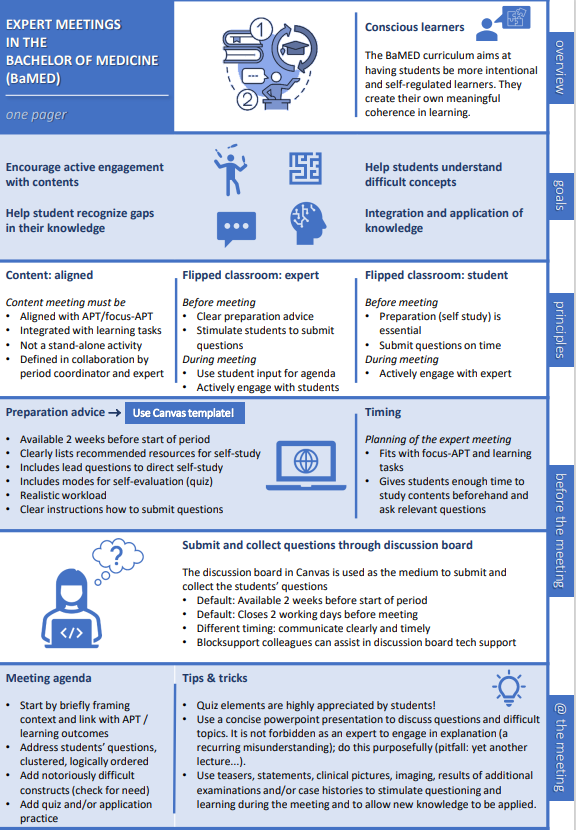 EXPERT MEETINGS
IN THE
BACHELOR OF MEDICINE
(BaMED)
one pager
1
2
Conscious learners
The BaMED curriculum aims at
having students be more intentional
and self-regulated learners. They
create their own meaningful
coherence in learning.
overview
Encourage active engagement
with contents
Help students understand
difficult concepts
Help student recognize gaps
in their knowledge
Integration and application of
knowledge
goals
Content: aligned
Content meeting must be
• Aligned with APT/focus-APT
• Integrated with learning tasks
• Not a stand-alone activity
• Defined in collaboration by
period coordinator and expert
Flipped classroom: expert
Before meeting
• Clear preparation advice
• Stimulate students to submit
questions
During meeting
• Use student input for agenda
• Actively engage with students
Flipped classroom: student
Before meeting
• Preparation (self study) is
essential
• Submit questions on time
During meeting
• Actively engage with expert
principles
Preparation advice → Use Canvas template!
• Available 2 weeks before start of period
• Clearly lists recommended resources for self-study
• Includes lead questions to direct self-study
• Includes modes for self-evaluation (quiz)
• Realistic workload
• Clear instructions how to submit questions
Timing
Planning of the expert meeting
• Fits with focus-APT and learning
tasks
• Gives students enough time to
study contents beforehand and
ask relevant questions
before the meeting
?
</>
Submit and collect questions through discussion board
The discussion board in Canvas is used as the medium to submit and
collect the students’ questions
• Default: Available 2 weeks before start of period
• Default: Closes 2 working days before meeting
• Different timing: communicate clearly and timely
• Blocksupport colleagues can assist in discussion board tech support
Meeting agenda
• Start by briefly framing
context and link with APT /
learning outcomes
• Address students’ questions,
clustered, logically ordered
• Add notoriously difficult
constructs (check for need)
• Add quiz and/or application
practice
Tips & tricks
• Quiz elements are highly appreciated by students!
• Use a concise powerpoint presentation to discuss questions and difficult
topics. It is not forbidden as an expert to engage in explanation (a
recurring misunderstanding); do this purposefully (pitfall: yet another
lecture...).
• Use teasers, statements, clinical pictures, imaging, results of additional
examinations and/or case histories to stimulate questioning and
learning during the meeting and to allow new knowledge to be applied.
@ the meeting